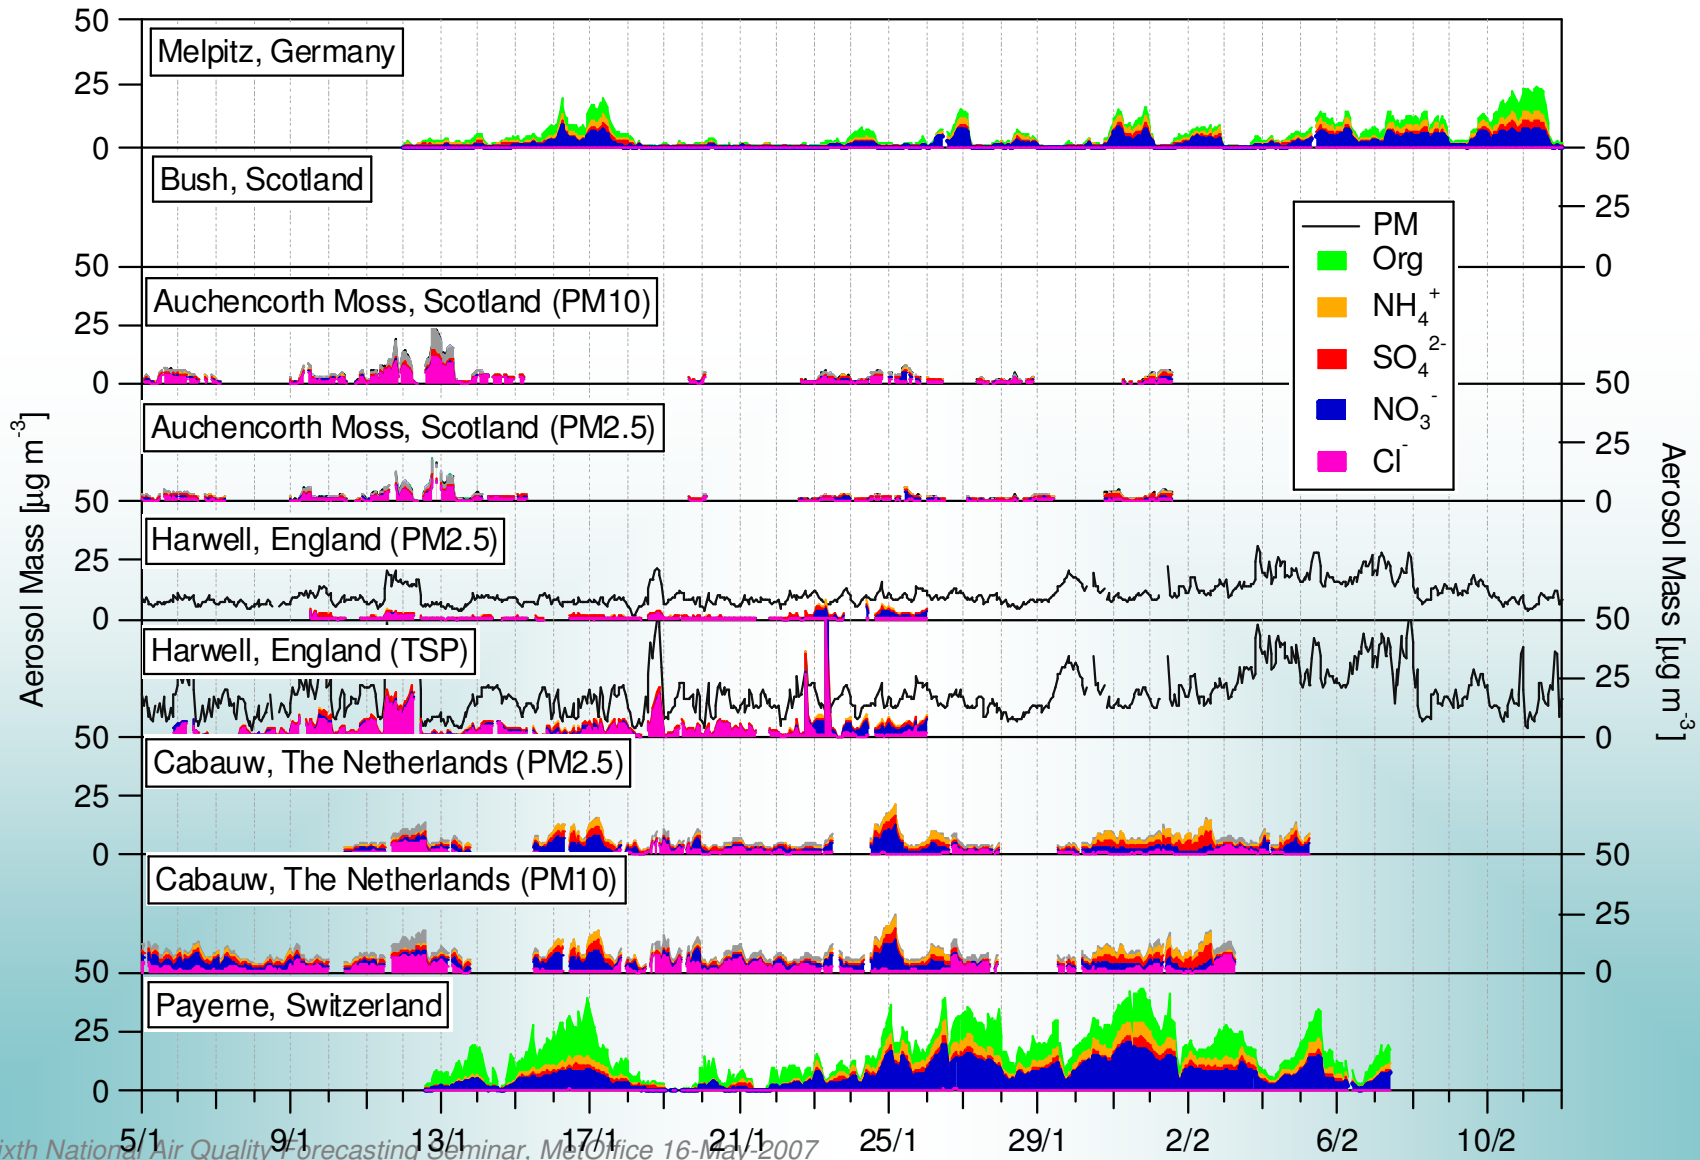 50
Melpitz, Germany
25
0
50
Bush, Scotland
25
50
0
Auchencorth Moss, Scotland (PM10)
25
0
50
Auchencorth Moss, Scotland (PM2.5)
25
50
0
Harwell, England (PM2.5)
25
0
50
Harwell, England (TSP)
25
50
0
Cabauw, The Netherlands (PM2.5)
25
0
50
Cabauw, The Netherlands (PM10)
25
50
0
Payerne, Switzerland
25
0
PM
Org
NH4+
SO42-
NO3-
Cl-
Aerosol Mass [µg m-3]
Aerosol Mass [µg m-3]
5/1 9/1 13/1 17/1 21/1 25/1 29/1 2/2 6/2 10/2
ixth National Air Quality Forecasting Seminar, MetOffice 16-May-2007